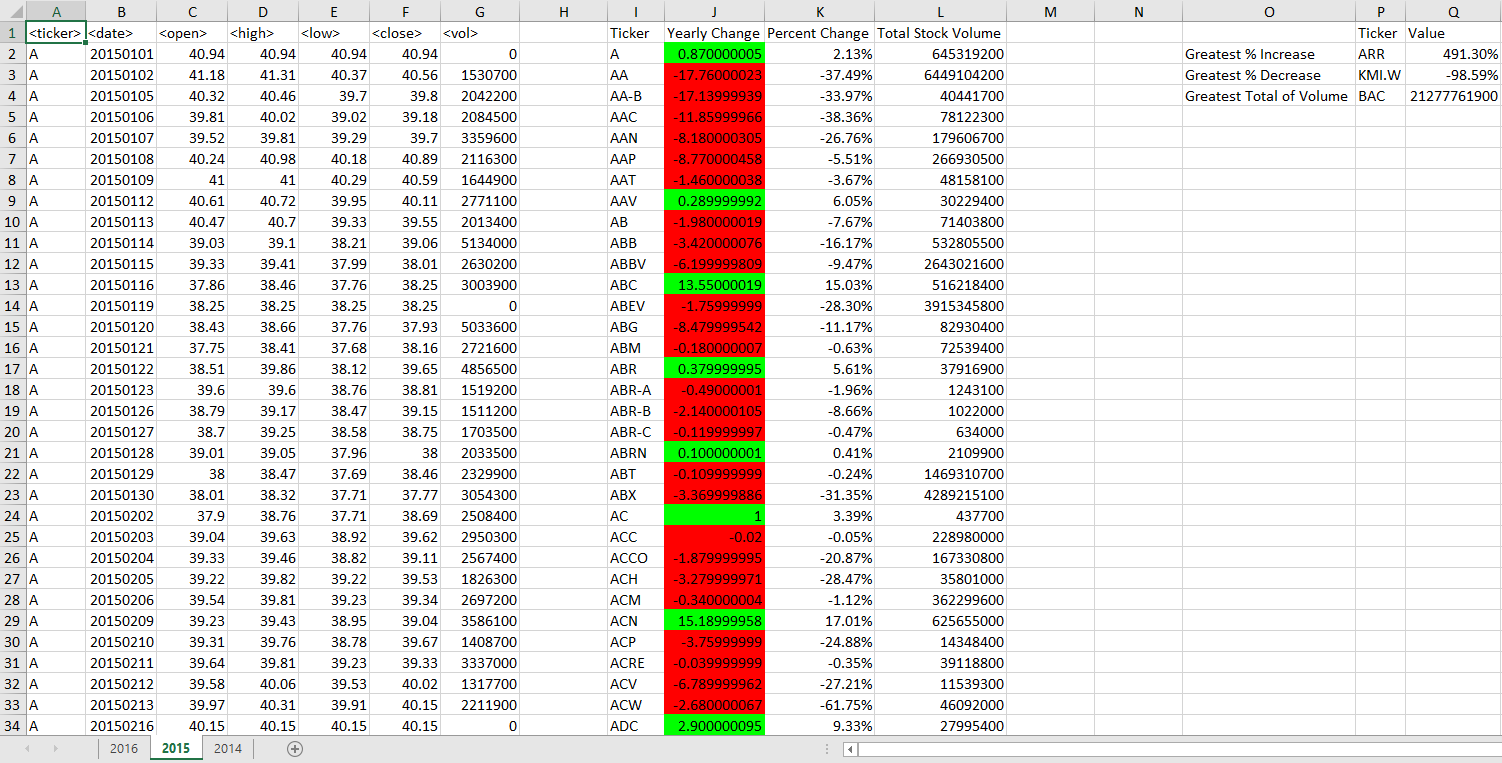 A B C D E F G H I J K L M N O P Q
1 <ticker> <date> <open> <high> <low> <close> <vol> Ticker Yearly Change Percent Change Total Stock Volume Ticker Value
2 A 20150101 40.94 40.94 40.94 40.94 0 A 0.870000005 2.13% 645319200 Greatest % Increase ARR 491.30%
3 A 20150102 41.18 41.31 40.37 40.56 1530700 AA -17.76000023 -37.49% 6449104200 Greatest % Decrease KMI.W -98.59%
4 A 20150105 40.32 40.46 39.7 39.8 2042200 AA-B -17.13999939 -33.97% 40441700 Greatest Total of Volume BAC 21277761900
5 A 20150106 39.81 40.02 39.02 39.18 2084500 AAC -11.85999966 -38.36% 78122300
6 A 20150107 39.52 39.81 39.29 39.7 3359600 AAN -8.180000305 -26.76% 179606700
7 A 20150108 40.24 40.98 40.18 40.89 2116300 AAP -8.770000458 -5.51% 266930500
8 A 20150109 41 41 40.29 40.59 1644900 AAT -1.460000038 -3.67% 48158100
9 A 20150112 40.61 40.72 39.95 40.11 2771100 AAV 0.289999992 6.05% 30229400
10 A 20150113 40.47 40.7 39.33 39.55 2013400 AB -1.980000019 -7.67% 71403800
11 A 20150114 39.03 39.1 38.21 39.06 5134000 ABB -3.420000076 -16.17% 532805500
12 A 20150115 39.33 39.41 37.99 38.01 2630200 ABBV -6.199999809 -9.47% 2643021600
13 A 20150116 37.86 38.46 37.76 38.25 3003900 ABC 13.55000019 15.03% 516218400
14 A 20150119 38.25 38.25 38.25 38.25 0 ABEV -1.75999999 -28.30% 3915345800
15 A 20150120 38.43 38.66 37.76 37.93 5033600 ABG -8.479999542 -11.17% 82930400
16 A 20150121 37.75 38.41 37.68 38.16 2721600 ABM -0.180000007 -0.63% 72539400
17 A 20150122 38.51 39.86 38.12 39.65 4856500 ABR 0.379999995 5.61% 37916900
18 A 20150123 39.6 39.6 38.76 38.81 1519200 ABR-A -0.49000001 -1.96% 1243100
19 A 20150126 38.79 39.17 38.47 39.15 1511200 ABR-B -2.140000105 -8.66% 1022000
20 A 20150127 38.7 39.25 38.58 38.75 1703500 ABR-C -0.119999997 -0.47% 634000
21 A 20150128 39.01 39.05 37.96 38 2033500 ABRN 0.100000001 0.41% 2109900
22 A 20150129 38 38.47 37.69 38.46 2329900 ABT -0.109999999 -0.24% 1469310700
23 A 20150130 38.01 38.32 37.71 37.77 3054300 ABX -3.369999886 -31.35% 4289215100
24 A 20150202 37.9 38.76 37.71 38.69 2508400 AC 1 3.39% 437700
25 A 20150203 39.04 39.63 38.92 39.62 2950300 ACC -0.02 -0.05% 228980000
26 A 20150204 39.33 39.46 38.82 39.11 2567400 ACCO -1.879999995 -20.87% 167330800
27 A 20150205 39.22 39.82 39.22 39.53 1826300 ACH -3.279999971 -28.47% 35801000
28 A 20150206 39.54 39.81 39.23 39.34 2697200 ACM -0.340000004 -1.12% 362299600
29 A 20150209 39.23 39.43 38.95 39.04 3586100 ACN 15.18999958 17.01% 625655000
30 A 20150210 39.31 39.76 38.78 39.67 1408700 ACP -3.75999999 -24.88% 14348400
31 A 20150211 39.64 39.81 39.23 39.33 3337000 ACRE -0.039999999 -0.35% 39118800
32 A 20150212 39.58 40.06 39.53 40.02 1317700 ACV -6.789999962 -27.21% 11539300
33 A 20150213 39.97 40.31 39.91 40.15 2211900 ACW -2.680000067 -61.75% 46092000
34 A 20150216 40.15 40.15 40.15 40.15 0 ADC 2.900000095 9.33% 27995400
2016 2015 2014